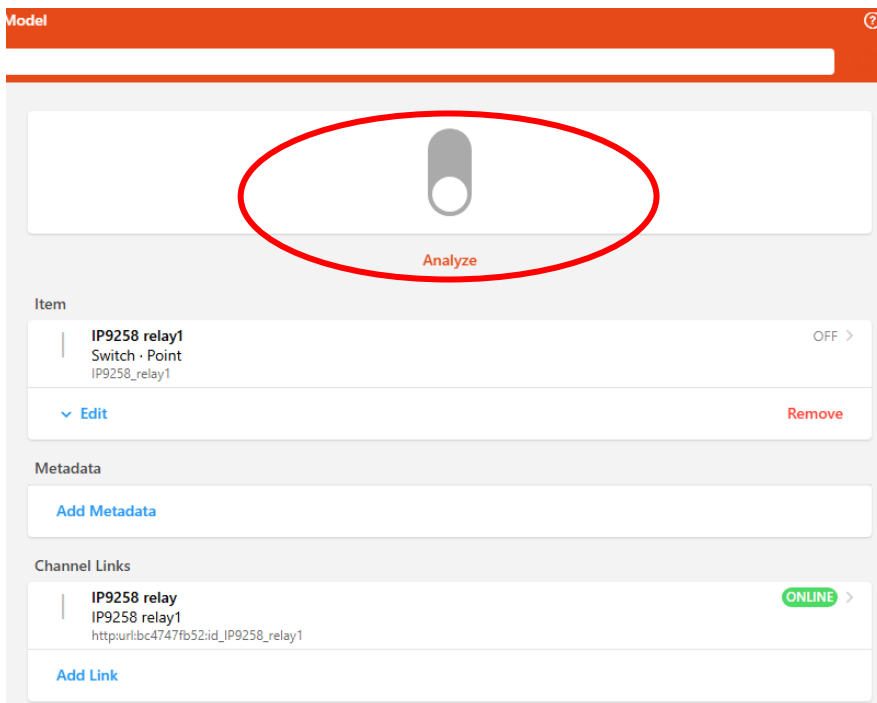 Model
Analyze
Item
IP9258 relay1
OFF
Switch · Point
IP9258_relay1
Edit
Remove
Metadata
Add Metadata
Channel Links
IP9258 relay
ONLINE
IP9258 relay1
http:url:bc4747fb52:id_IP9258_relay1
Add Link